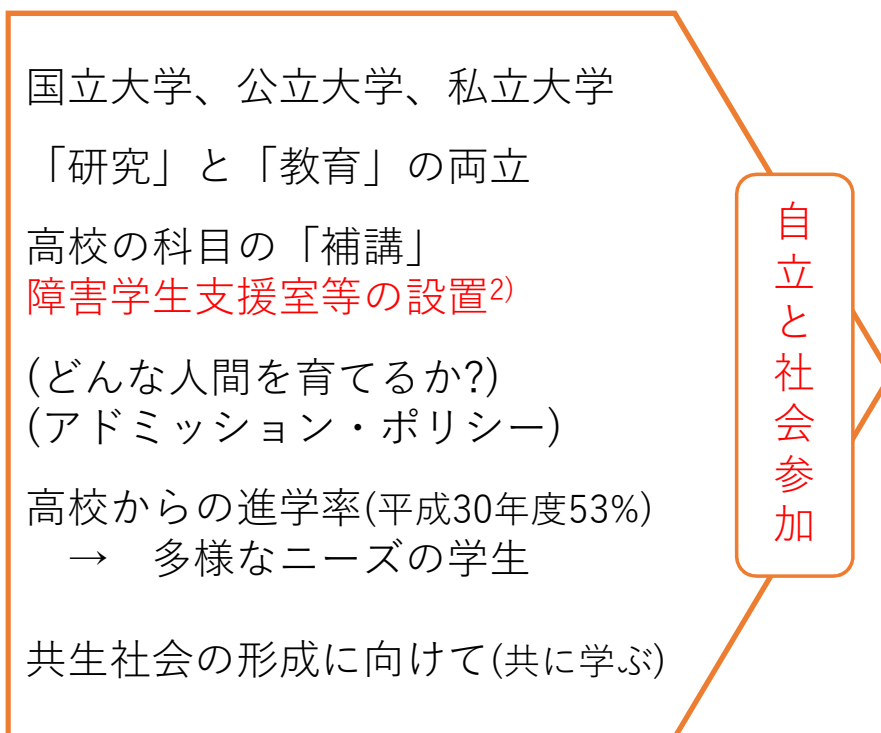 国立大学、公立大学、私立大学
「研究」と「教育」の両立
高校の科目の「補講」
障害学生支援室等の設置2)
(どんな人間を育てるか?)
(アドミッション・ポリシー)
高校からの進学率(平成30年度53%)
→　多様なニーズの学生
共生社会の形成に向けて(共に学ぶ)
自立と社会参加